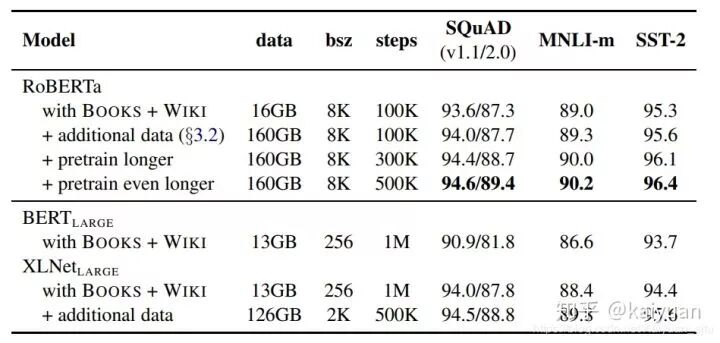 Model data bsz steps SQuAD (v1.1/2.0) MNLI-m SST-2
RoBERTa
with BOOKS + WIKI 16GB 8K 100K 93.6/87.3 89.0 95.3
+ additional data (§3.2) 160GB 8K 100K 94.0/87.7 89.3 95.6
+ pretrain longer 160GB 8K 300K 94.4/88.7 90.0 96.1
+ pretrain even longer 160GB 8K 500K 94.6/89.4 90.2 96.4
BERTLARGE
with BOOKS + WIKI 13GB 256 1M 90.9/81.8 86.6 93.7
XLNetLARGE
with BOOKS + WIKI 13GB 256 1M 94.0/87.8 88.4 94.4
+ additional data 126GB 2K 500K 94.5/88.8
知乎 @kaiyuan